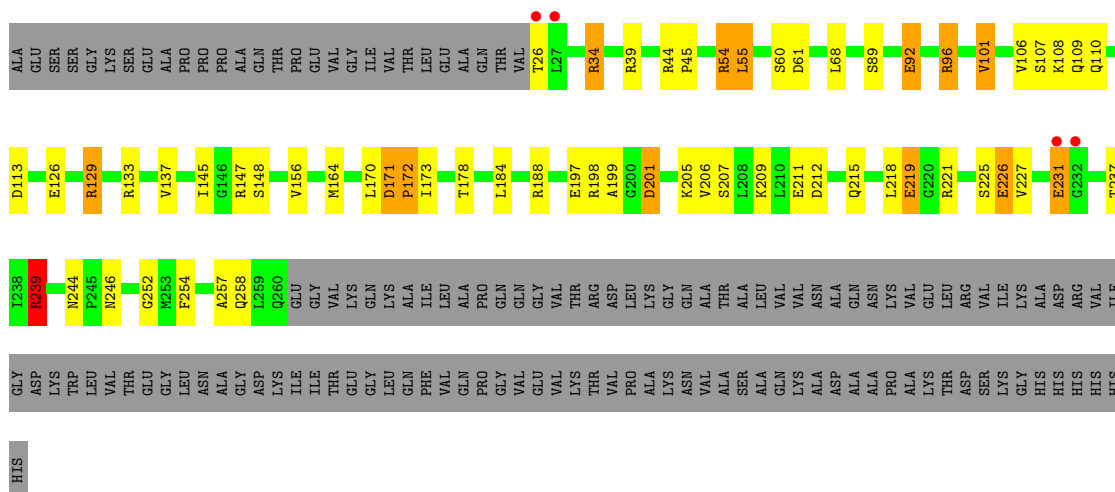 ALA GLU SER SER GLY LYS SER GLU ALA PRO PRO PRO ALA GLN THR PRO GLU VAL GLY ILE VAL THR LEU GLU ALA GLN THR VAL T26 L27 R34 R39 R44 P45 R54 L55 S60 D61 L68 S89 E92 R96 V101 V106 S107 K108 Q109 Q110
D113 E126 R129 R133 V137 I145 G146 R147 S148 V156 M164 L170 D171 P172 I173 T178 L184 R188 E197 R198 A199 G200 D201 K205 V206 S207 L208 K209 L210 E211 D212 Q215 L218 E219 G220 R221 S225 E226 V227 E231 G232 T237
I238 R239 N244 P245 N246 G252 M253 F254 A257 Q258 L259 Q260 GLU GLY VAL LYS GLN LYS ALA ILE LEU ALA PRO GLN GLN GLY VAL THR ARG ASP LEU LYS GLY GLN ALA THR ALA LEU VAL VAL ASN ALA GLN ASN LYS VAL GLU LEU ARG VAL ILE LYS ALA ASP ARG VAL ILE
GLY ASP LYS TRP LEU VAL THR GLU GLY LEU ASN ALA GLY ASP LYS ILE ILE THR GLU GLY LEU GLN PHE VAL GLN PRO GLY VAL GLU VAL LYS THR VAL PRO ALA LYS ASN VAL ALA SER ALA GLN LYS ALA ASP ALA ALA PRO ALA LYS THR ASP SER LYS GLY HIS HIS HIS HIS HIS
HIS